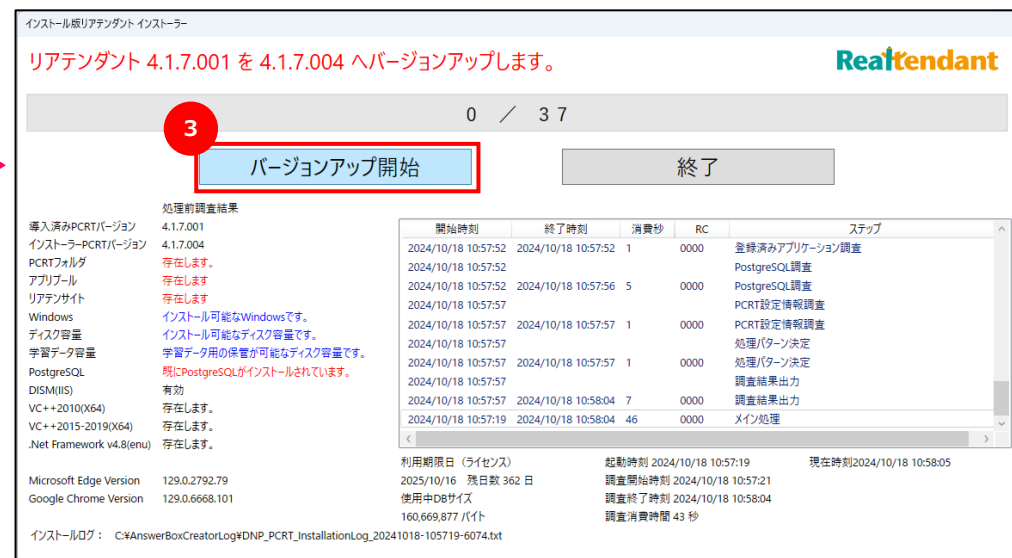 インストール版リアテンダント インストーラー
リアテンダント 4.1.7.001 を 4.1.7.004 へバージョンアップします。
Reattendant
0 ／ 37
3
バージョンアップ開始
終了
処理前調査結果
導入済みPCRTバージョン 4.1.7.001
インストーラーPCRTバージョン 4.1.7.004
PCRTフォルダ 存在します。
アプリプール 存在します
リアテンサイト 存在します
Windows インストール可能なWindowsです。
ディスク容量 インストール可能なディスク容量です。
学習データ容量 学習データ用の保管が可能なディスク容量です。
PostgreSQL 既にPostgreSQLがインストールされています。
DISM(IIS) 有効
VC++2010(X64) 存在します。
VC++2015-2019(X64) 存在します。
.Net Framework v4.8(enu) 存在します。
Microsoft Edge Version 129.0.2792.79
Google Chrome Version 129.0.6668.101
開始時刻 終了時刻 消費秒 RC ステップ
2024/10/18 10:57:52 2024/10/18 10:57:52 1 0000 登録済みアプリケーション調査
2024/10/18 10:57:52 PostgreSQL調査
2024/10/18 10:57:52 2024/10/18 10:57:56 5 0000 PostgreSQL調査
2024/10/18 10:57:57 PCRT設定情報調査
2024/10/18 10:57:57 2024/10/18 10:57:57 1 0000 PCRT設定情報調査
2024/10/18 10:57:57 処理パターン決定
2024/10/18 10:57:57 2024/10/18 10:57:57 1 0000 処理パターン決定
2024/10/18 10:57:57 調査結果出力
2024/10/18 10:57:57 2024/10/18 10:58:04 7 0000 調査結果出力
2024/10/18 10:57:19 2024/10/18 10:58:04 46 0000 メイン処理
利用期限日（ライセンス） 起動時刻 2024/10/18 10:57:19 現在時刻2024/10/18 10:58:05
2025/10/16 残日数 362 日 調査開始時刻 2024/10/18 10:57:21
使用中DBサイズ 調査終了時刻 2024/10/18 10:58:04
160,669,877 バイト 調査消費時間 43 秒
インストールログ： C:¥AnswerBoxCreatorLog¥DNP_PCRT_InstallationLog_20241018-105719-6074.txt